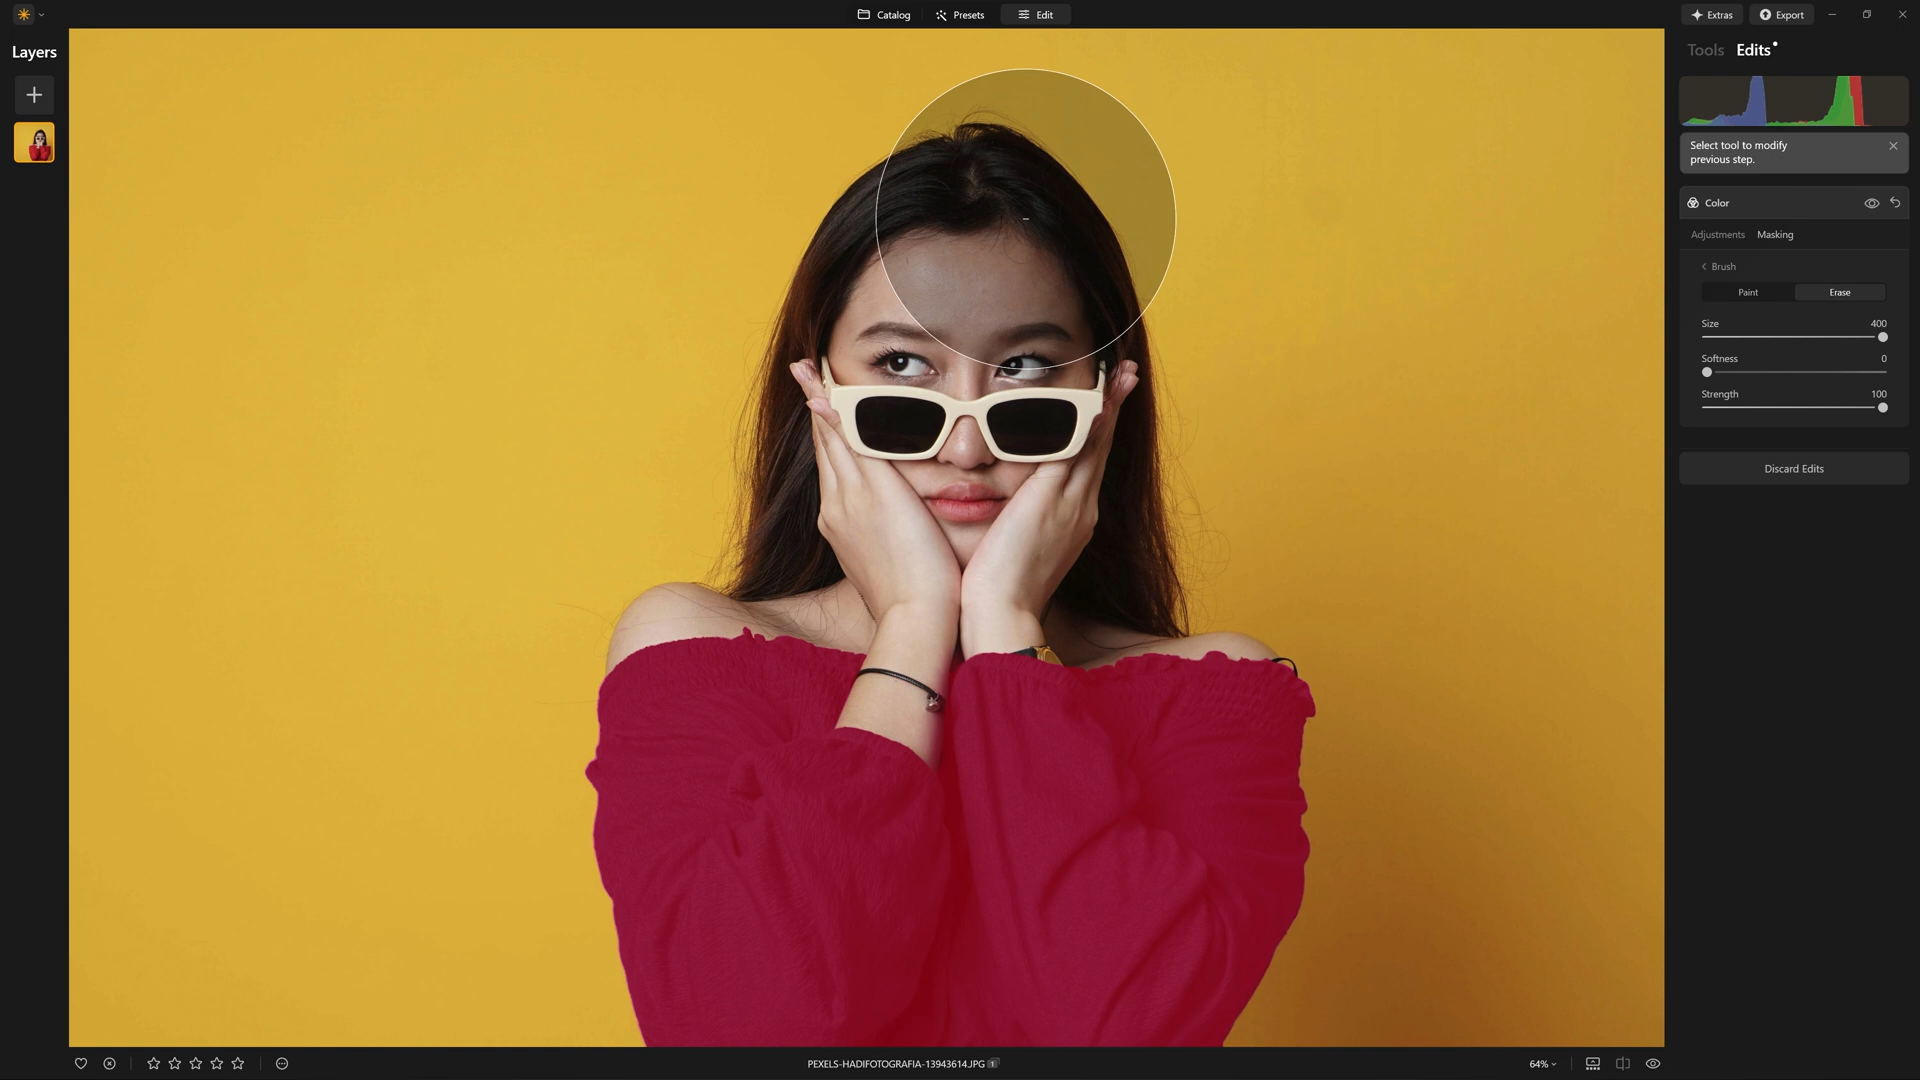 Catalog
Presets
Edit
Extras
Export
Layers
Tools
Edits
Select tool to modify
previous step.
Color
Adjustments
Masking
Brush
Paint
Erase
Size
400
Softness
0
Strength
100
Discard Edits
PEXELS-HADIFOTOGRAFIA-13943614.JPG
1
64%